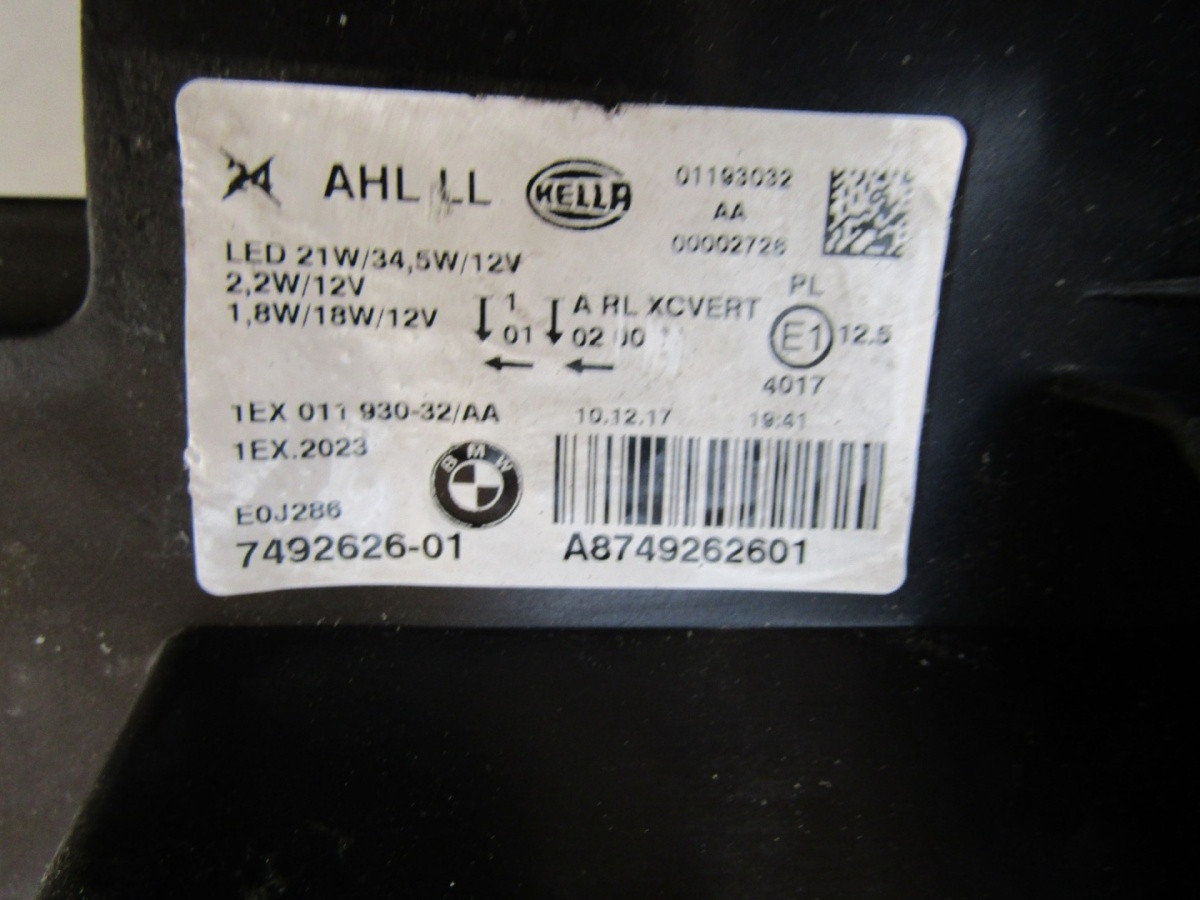 24 AHL LL HELLA 01193032
AA
00002726
LED 21W/34,5W/12V
2,2W/12V
1,8W/18W/12V
1 A RL XCVERT PL
01 02 00 E1 12.5
4017
1EX 011 930-32/AA 10.12.17 19:41
1EX.2023
BMW
E0J286
7492626-01 A8749262601